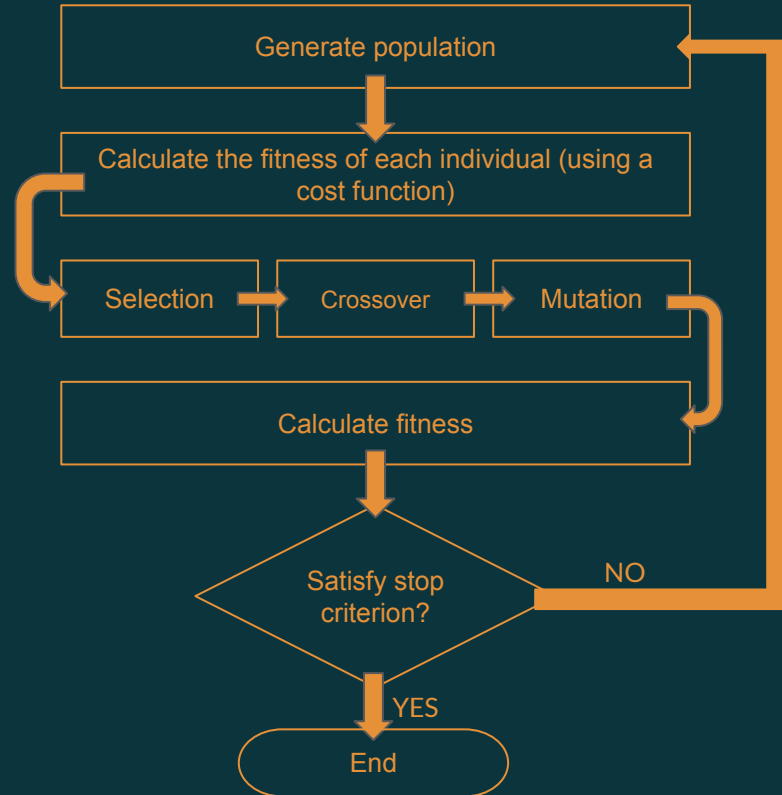 Generate population
Calculate the fitness of each individual (using a
cost function)
Selection
Crossover
Mutation
Calculate fitness
Satisfy stop
criterion?
NO
YES
End